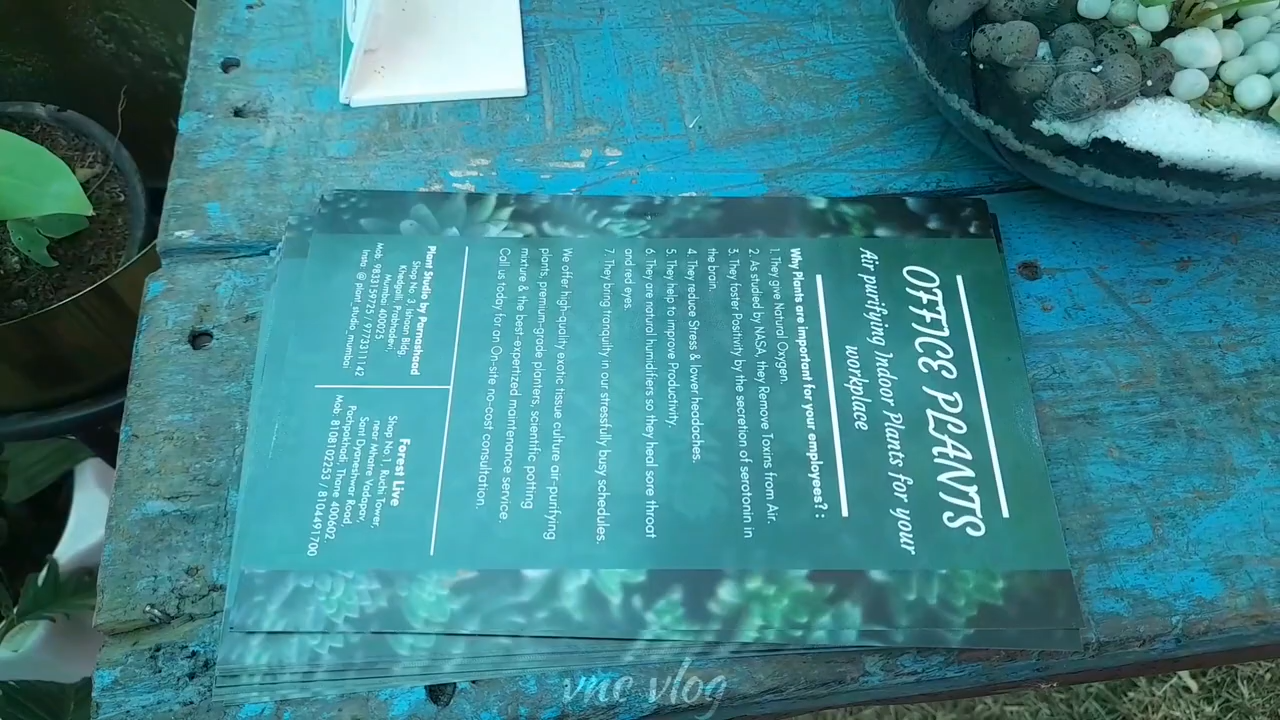 OFFICE PLANTS
Air purifying Indoor Plants for your
workplace
Why Plants are important for your employees? :
1. They give Natural Oxygen.
2. As studied by NASA, they Remove Toxins from Air.
3. They foster Positivity by the secretion of serotonin in
the brain.
4. They reduce Stress & lower headaches.
5. They help to improve Productivity.
6. They are natural humidifiers so they heal sore throat
and red eyes.
7. They bring tranquility in our stressfully busy schedules.
We offer high-quality exotic tissue culture air-purifying
plants, premium-grade planters, scientific potting
mixture & the best-expertized maintenance service.
Call us today for an On-site no-cost consultation.
Plant Studio by Parnashaad
Shop No 3, Ishaan Bldg.
Khedgalli, Prabhadevi,
Mumbai 400025
Mob: 9833159725 / 9773311142
Insta @ plant_studio_mumbai
Forest Live
Shop No 1, Ruchi Tower,
near Mhatre Vadapav,
Sant Dyaneshwar Road
Pachpakhadi, Thane 400602.
Mob: 8108102253 / 8104491700
vnc vlog